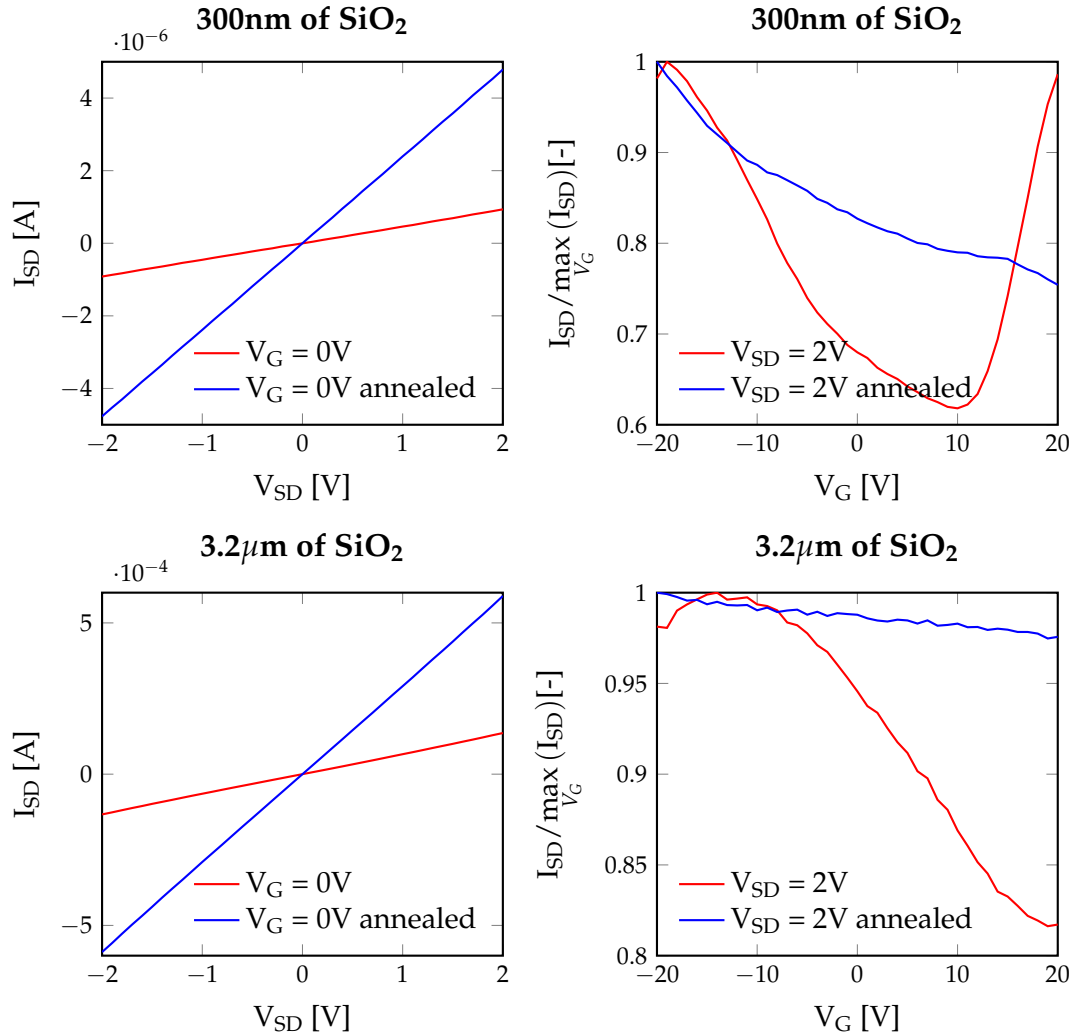 300nm of SiO₂
·10⁻⁶
4
2
0
−2
−4
−2
−1
0
1
2
I_SD [A]
V_SD [V]
V_G = 0V
V_G = 0V annealed
300nm of SiO₂
1
0.9
0.8
0.7
0.6
−20
−10
0
10
20
I_SD/max_{V_G}(I_SD)[-]
V_G [V]
V_SD = 2V
V_SD = 2V annealed
3.2μm of SiO₂
·10⁻⁴
5
0
−5
−2
−1
0
1
2
I_SD [A]
V_SD [V]
V_G = 0V
V_G = 0V annealed
3.2μm of SiO₂
1
0.95
0.9
0.85
0.8
−20
−10
0
10
20
I_SD/max_{V_G}(I_SD)[-]
V_G [V]
V_SD = 2V
V_SD = 2V annealed